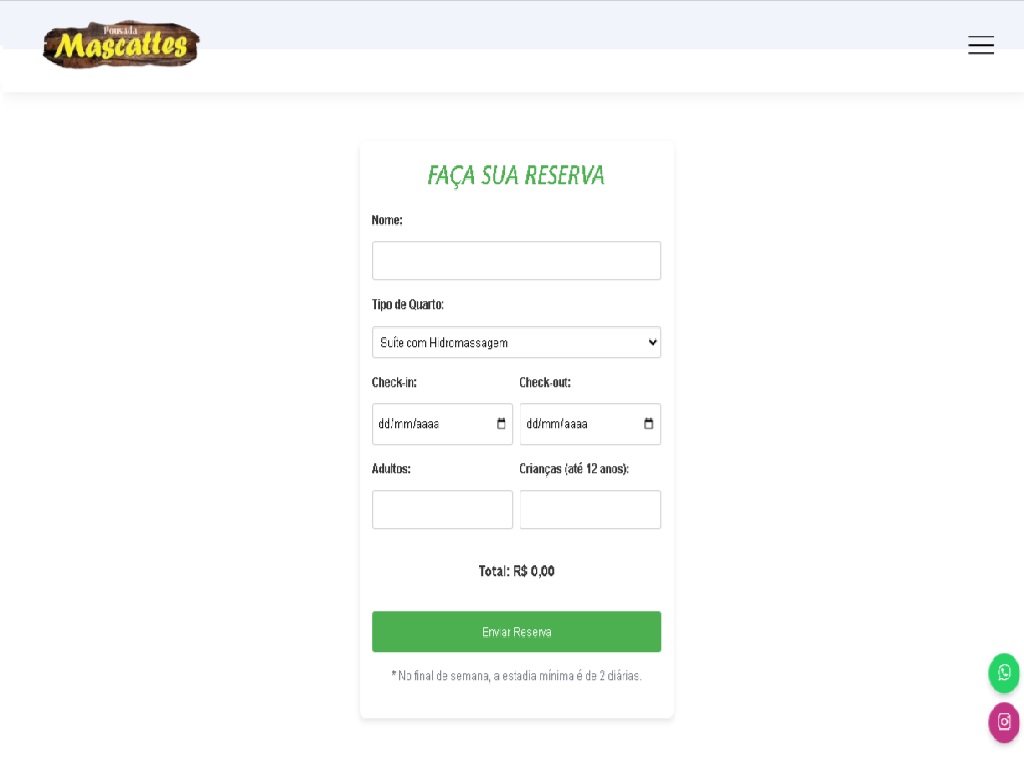 Pousada
Mascattes
FAÇA SUA RESERVA
Nome:
Tipo de Quarto:
Suíte com Hidromassagem
Check-in: Check-out:
dd/mm/aaaa dd/mm/aaaa
Adultos: Crianças (até 12 anos):
Total: R$ 0,00
Enviar Reserva
* No final de semana, a estadia mínima é de 2 diárias.